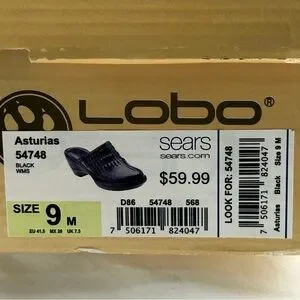 Lobo®
Asturias
54748
BLACK
WMS
sears
sears.com
$59.99
SIZE 9 M
EU 41.5 MX 26 UK 7.5
D86 54748 568
7 506171 824047
LOOK FOR: 54748
7 506171 824047
Asturias Black Size 9 M